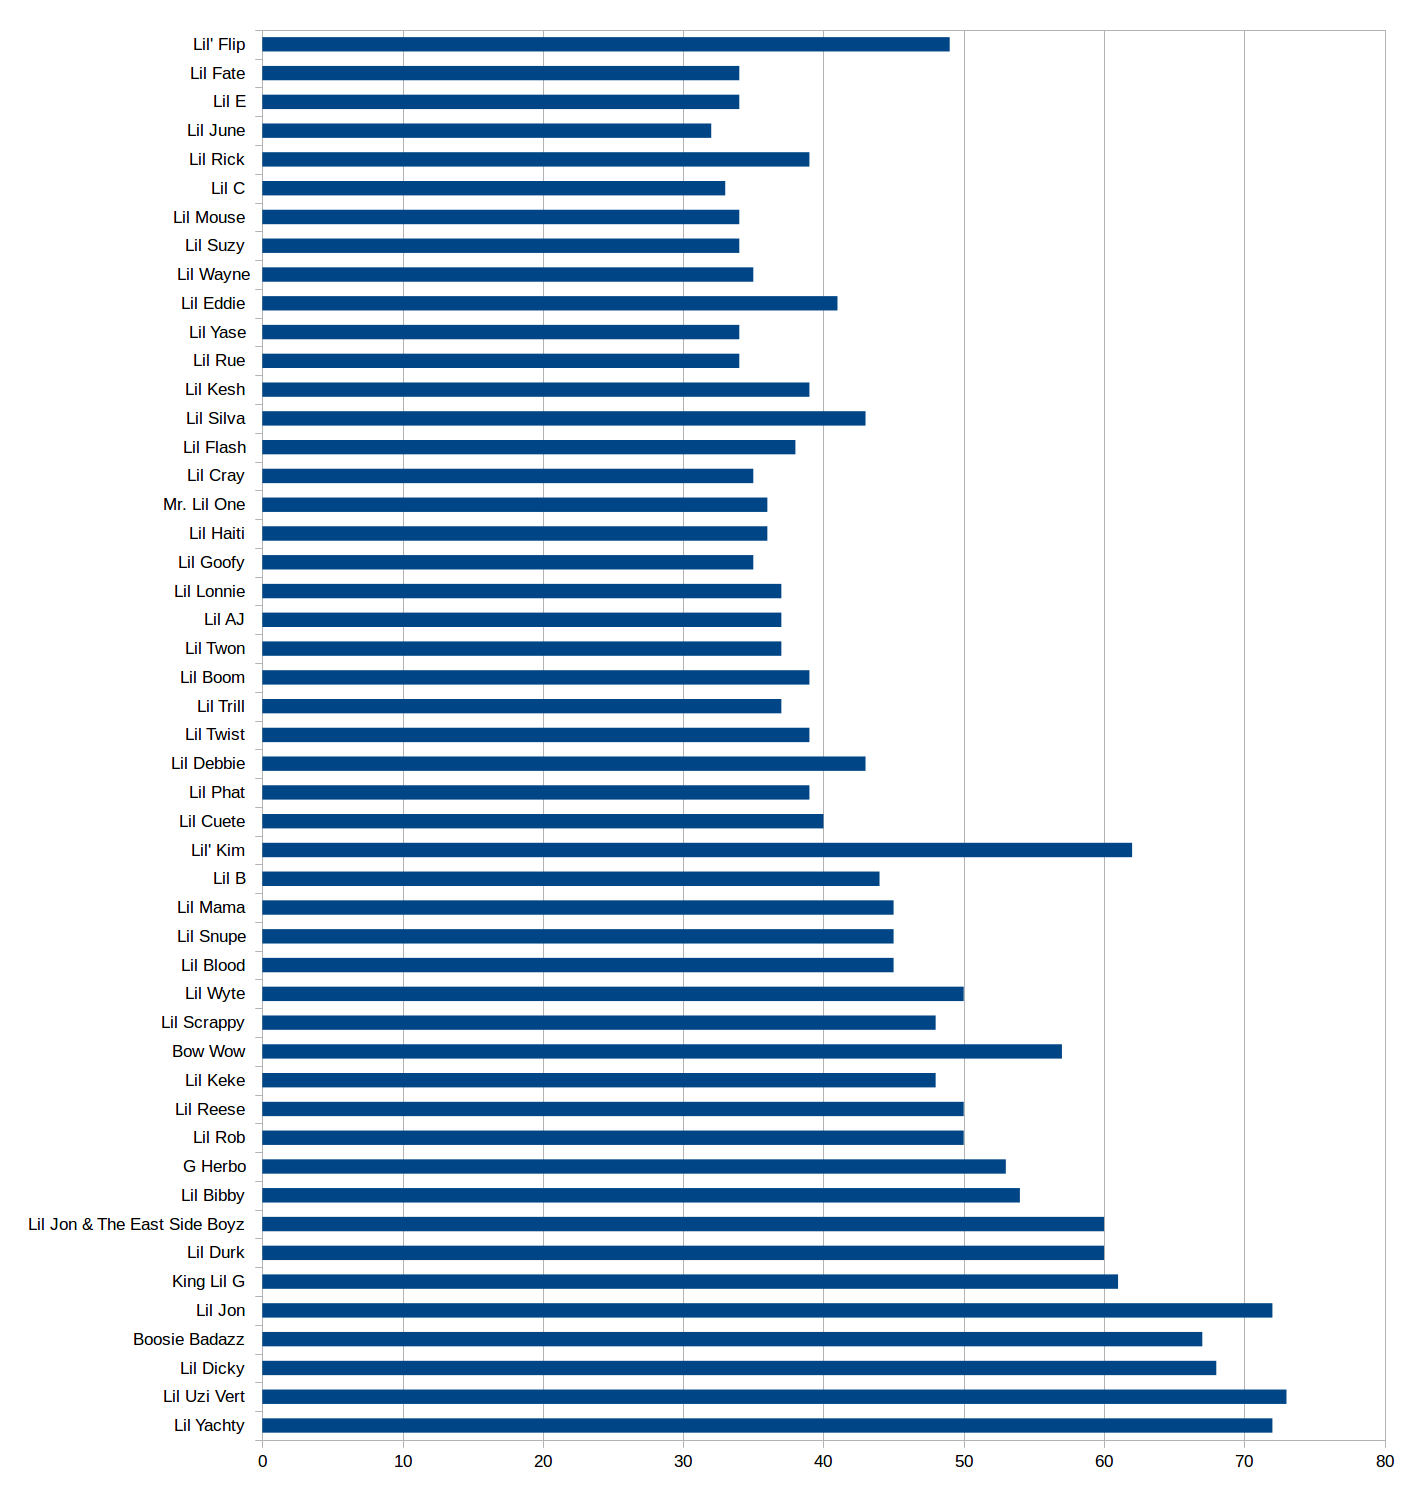 Lil' Flip
Lil Fate
Lil E
Lil June
Lil Rick
Lil C
Lil Mouse
Lil Suzy
Lil Wayne
Lil Eddie
Lil Yase
Lil Rue
Lil Kesh
Lil Silva
Lil Flash
Lil Cray
Mr. Lil One
Lil Haiti
Lil Goofy
Lil Lonnie
Lil AJ
Lil Twon
Lil Boom
Lil Trill
Lil Twist
Lil Debbie
Lil Phat
Lil Cuete
Lil' Kim
Lil B
Lil Mama
Lil Snupe
Lil Blood
Lil Wyte
Lil Scrappy
Bow Wow
Lil Keke
Lil Reese
Lil Rob
G Herbo
Lil Bibby
Lil Jon & The East Side Boyz
Lil Durk
King Lil G
Lil Jon
Boosie Badazz
Lil Dicky
Lil Uzi Vert
Lil Yachty
0 10 20 30 40 50 60 70 80